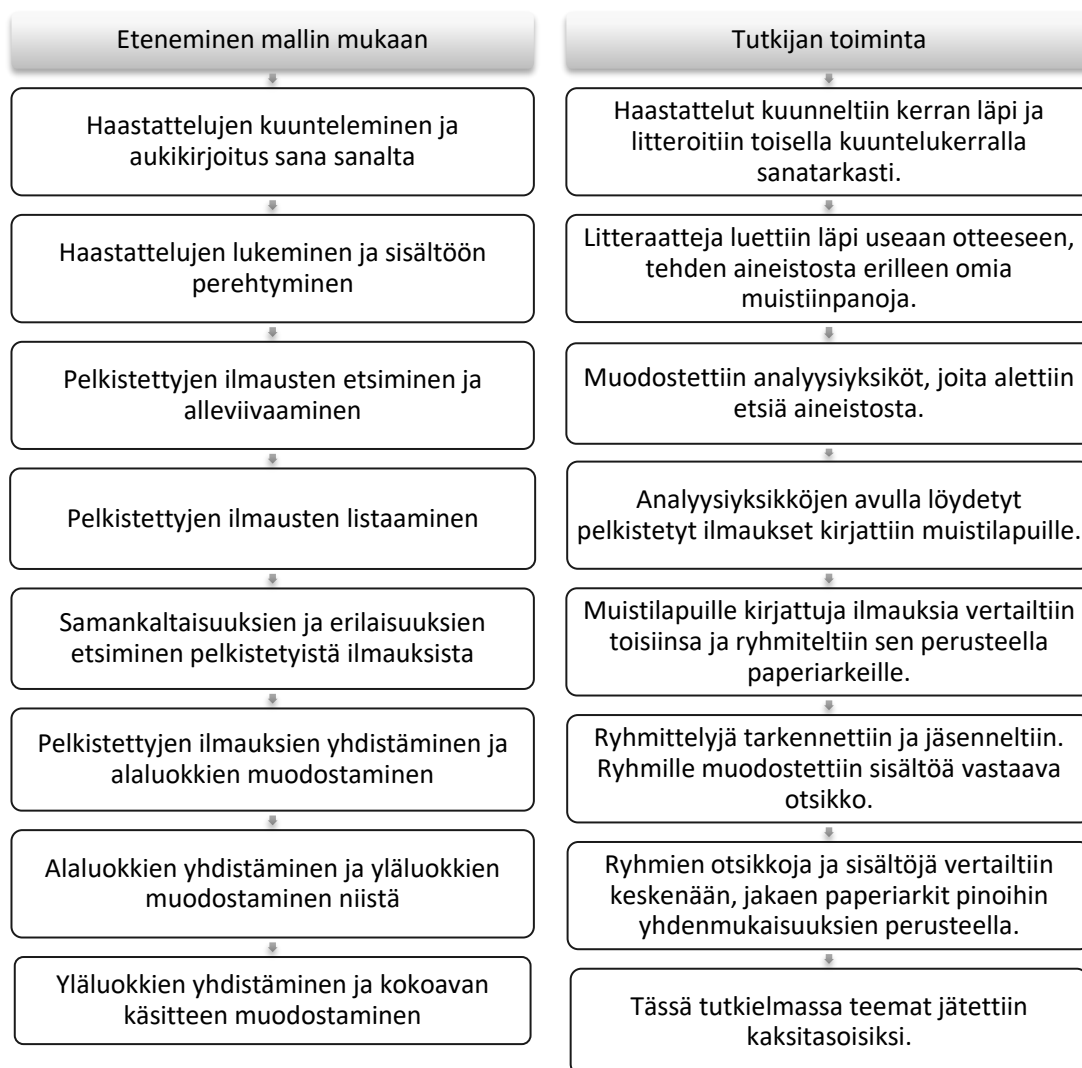 Eteneminen mallin mukaan
Haastattelujen kuunteleminen ja
aukikirjoitus sana sanalta
Haastattelujen lukeminen ja sisältöön
perehtyminen
Pelkistettyjen ilmausten etsiminen ja
alleviivaaminen
Pelkistettyjen ilmausten listaaminen
Samankaltaisuuksien ja erilaisuuksien
etsiminen pelkistetyistä ilmauksista
Pelkistettyjen ilmauksien yhdistäminen ja
alaluokkien muodostaminen
Alaluokkien yhdistäminen ja yläluokkien
muodostaminen niistä
Yläluokkien yhdistäminen ja kokoavan
käsitteen muodostaminen
Tutkijan toiminta
Haastattelut kuunneltiin kerran läpi ja
litteroitiin toisella kuuntelukerralla
sanatarkasti.
Litteraatteja luettiin läpi useaan otteeseen,
tehden aineistosta erilleen omia
muistiinpanoja.
Muodostettiin analyysiyksiköt, joita alettiin
etsiä aineistosta.
Analyysiyksikköjen avulla löydetyt
pelkistetyt ilmaukset kirjattiin muistilapuille.
Muistilapuille kirjattuja ilmauksia vertailtiin
toisiinsa ja ryhmiteltiin sen perusteella
paperiarkeille.
Ryhmittelyjä tarkennettiin ja jäsenneltiin.
Ryhmille muodostettiin sisältöä vastaava
otsikko.
Ryhmien otsikkoja ja sisältöjä vertailtiin
keskenään, jakaen paperiarkit pinoihin
yhdenmukaisuuksien perusteella.
Tässä tutkielmassa teemat jätettiin
kaksitasoisiksi.